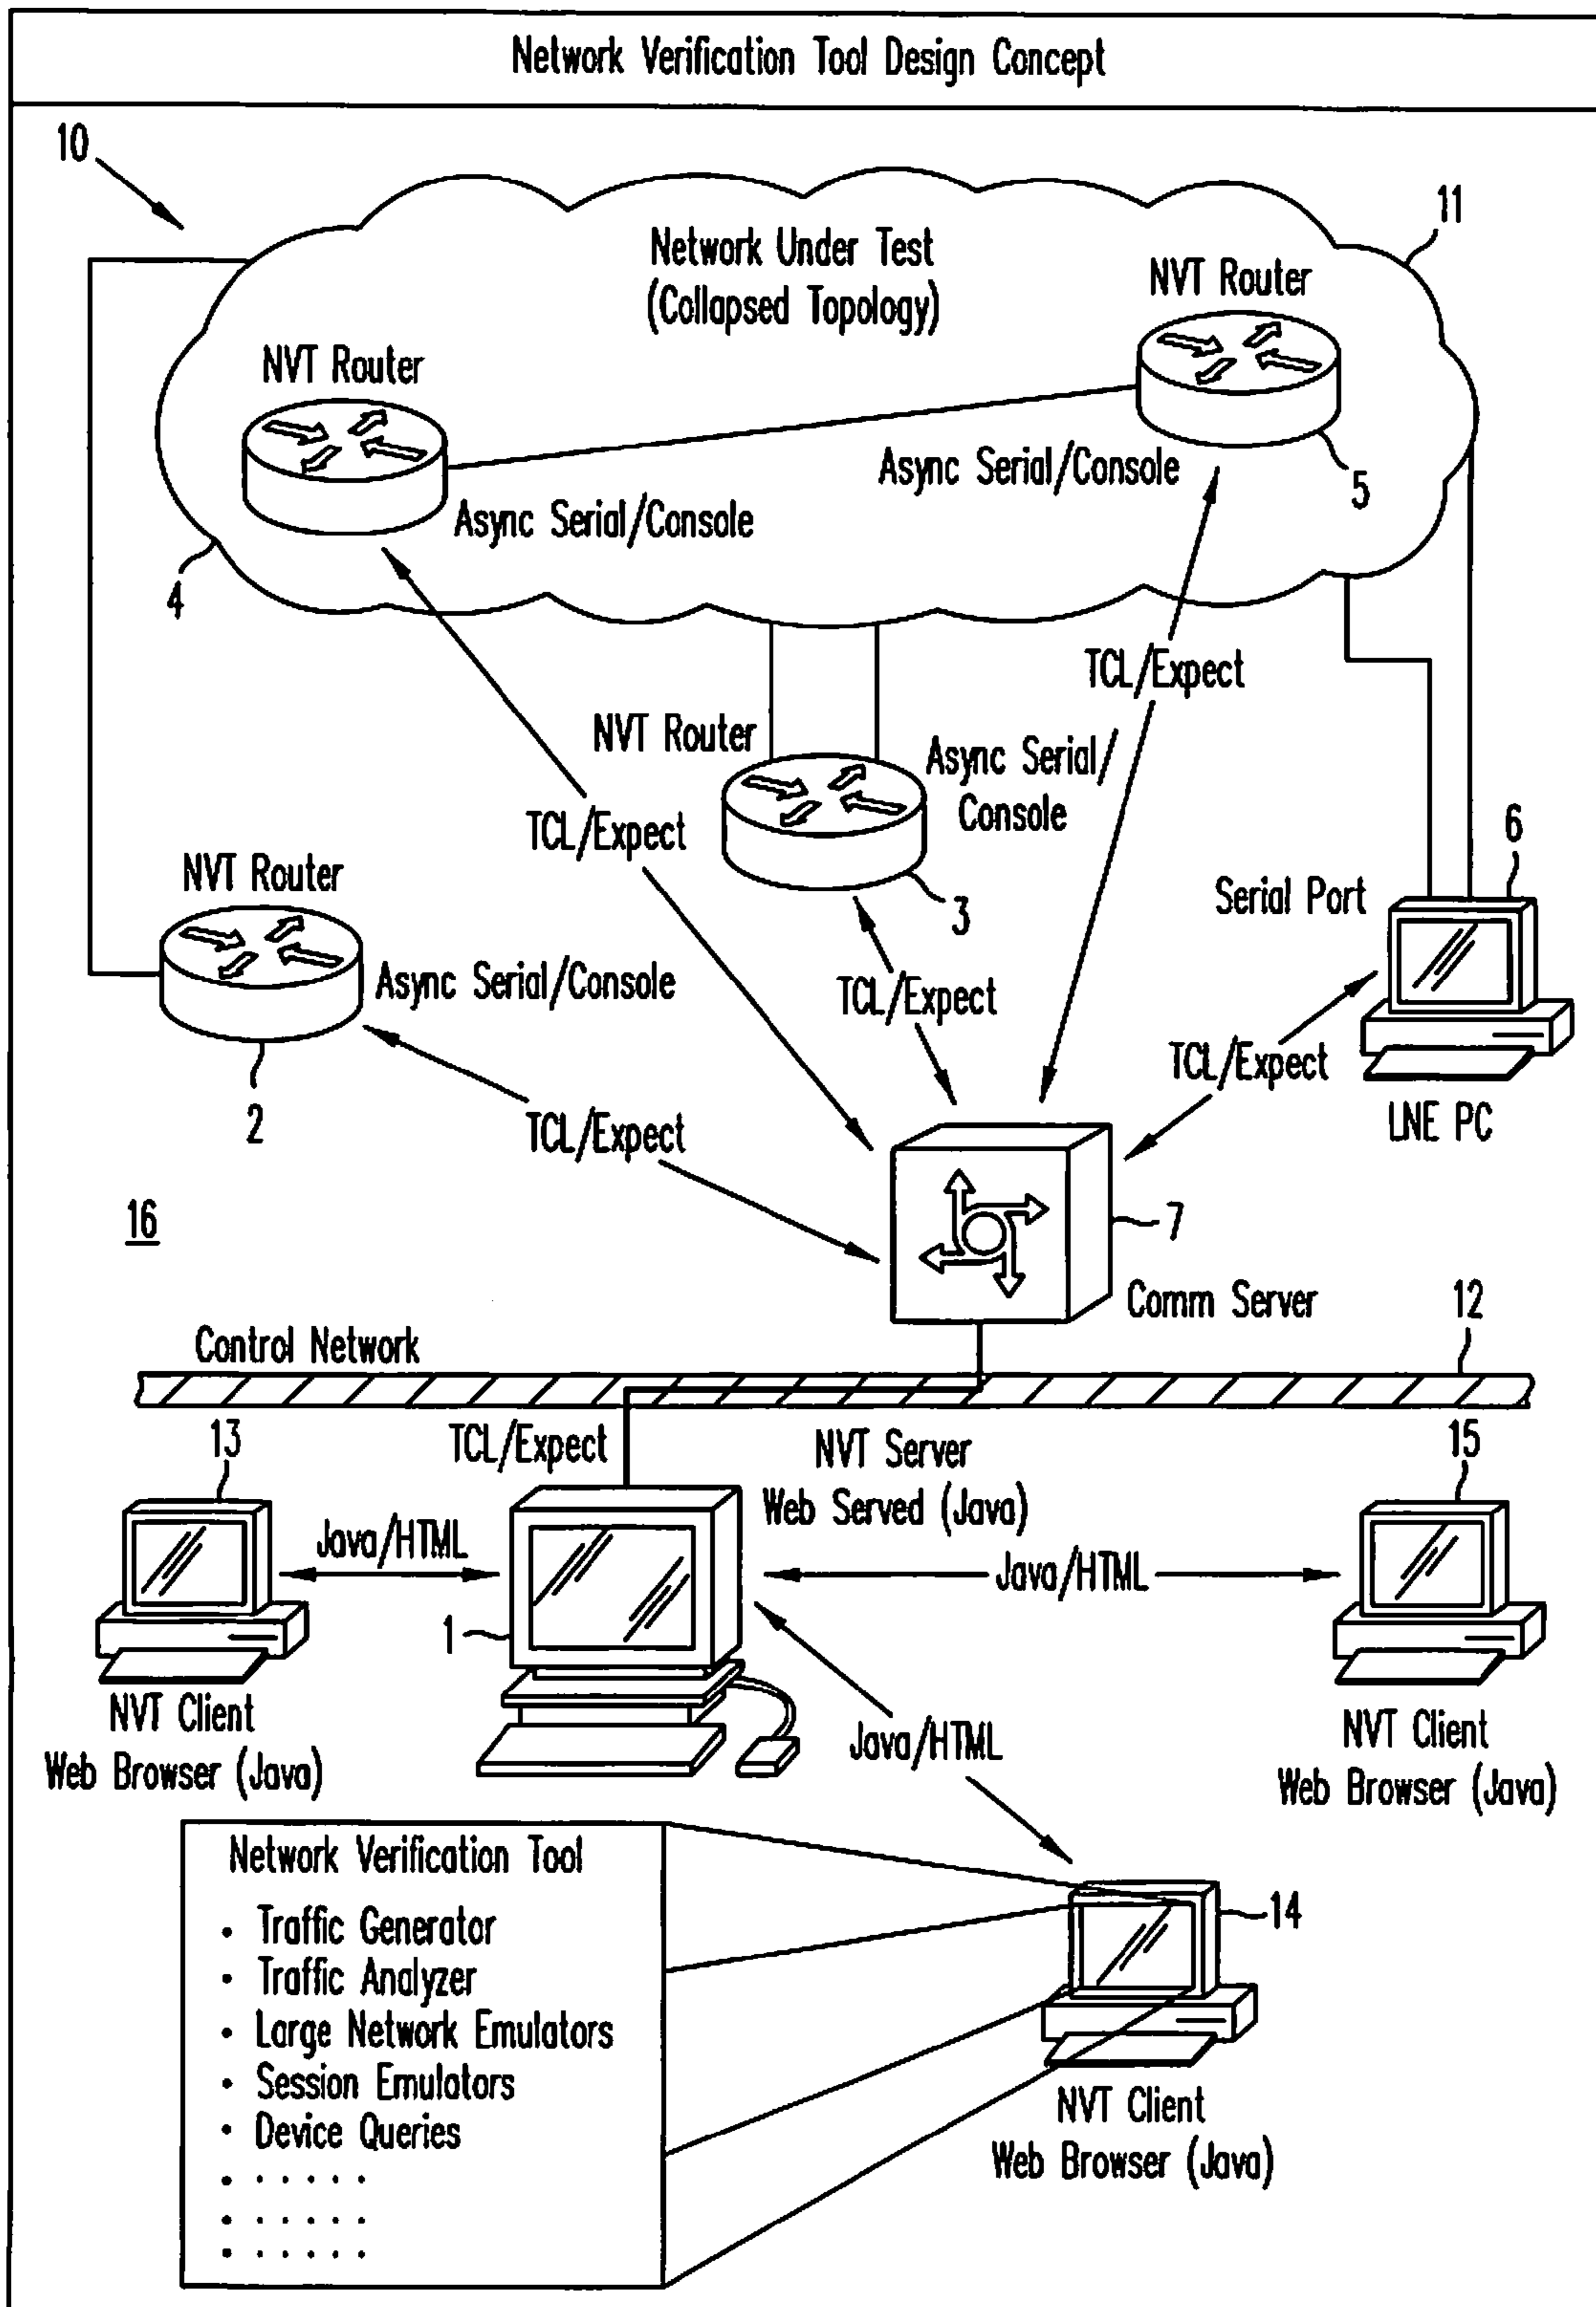 Network Verification Tool Design Concept
10
11
Network Under Test
(Collapsed Topology)
NVT Router
NVT Router
Async Serial/Console
5
Async Serial/Console
4
TCL/Expect
NVT Router
Async Serial/
Console
TCL/Expect
6
NVT Router
3
Serial Port
Async Serial/Console
TCL/Expect
TCL/Expect
2
TCL/Expect
LNE PC
16
7
Comm Server
12
Control Network
13
TCL/Expect
NVT Server
Web Served (Java)
15
Java/HTML
Java/HTML
1
NVT Client
Web Browser (Java)
Java/HTML
NVT Client
Web Browser (Java)
Network Verification Tool
• Traffic Generator
• Traffic Analyzer
• Large Network Emulators
• Session Emulators
• Device Queries
• . . . . .
• . . . . .
• . . . . .
14
NVT Client
Web Browser (Java)